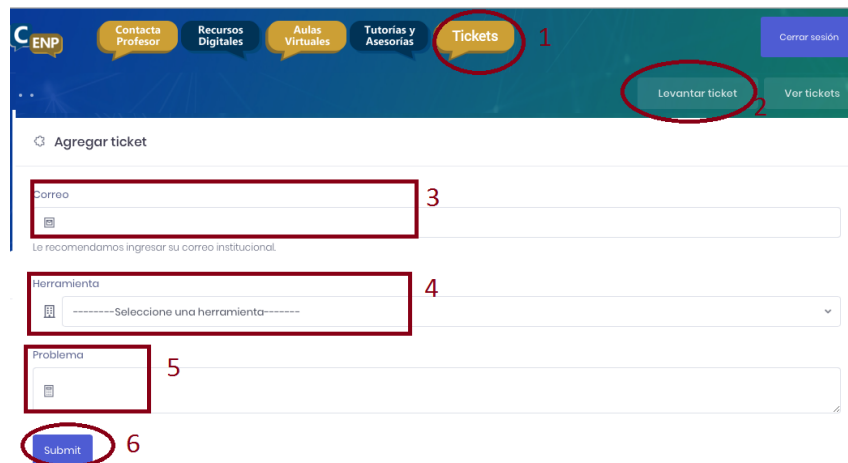 C ENP
Contacta Profesor
Recursos Digitales
Aulas Virtuales
Tutorías y Asesorías
Tickets
1
Cerrar sesión
Levantar ticket
2
Ver tickets
Agregar ticket
Correo
3
Le recomendamos ingresar su correo institucional.
Herramienta
4
--------Seleccione una herramienta-------
Problema
5
Submit
6